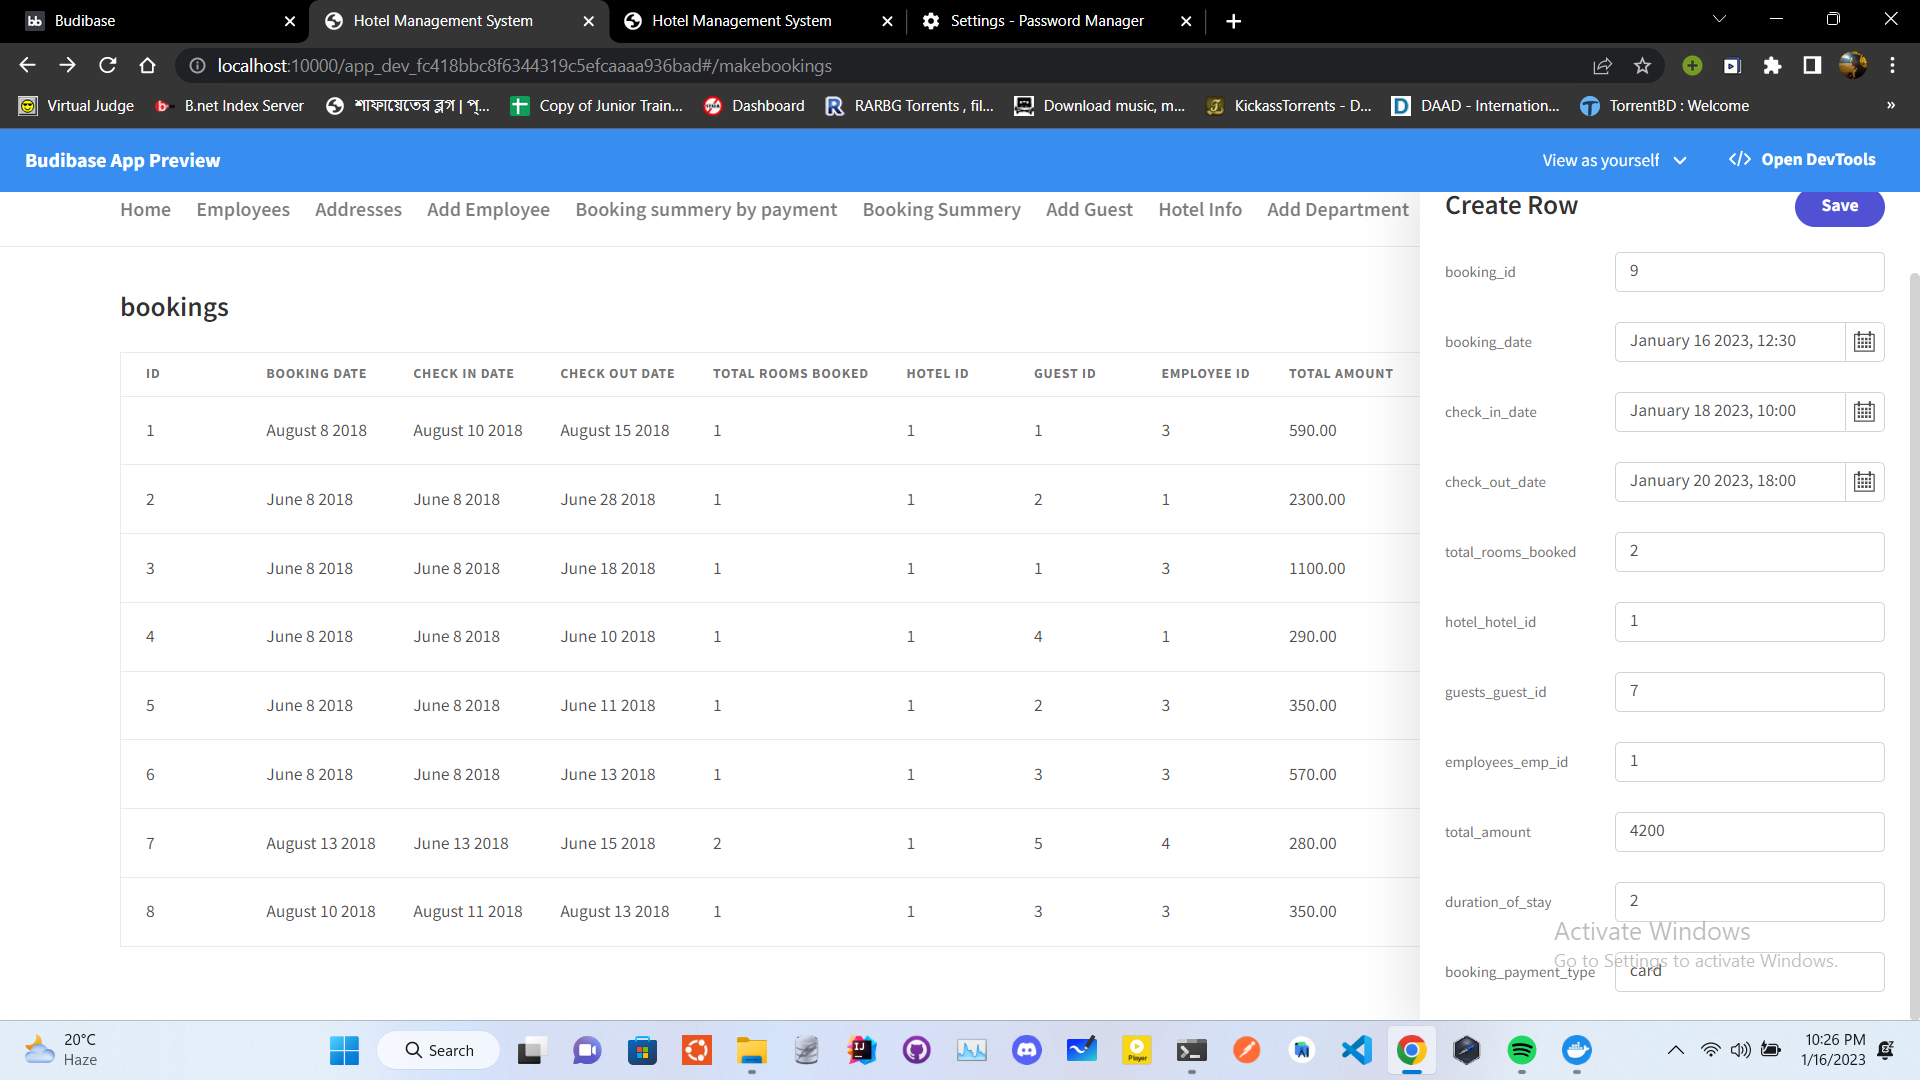 Budibase
Hotel Management System
Hotel Management System
Settings - Password Manager
localhost:10000/app_dev_fc418bbc8f6344319c5efcaaaa936bad#/makebookings
Virtual Judge
B.net Index Server
শাফায়েতের ব্লগ | প্...
Copy of Junior Train...
Dashboard
RARBG Torrents , fil...
Download music, m...
KickassTorrents - D...
DAAD - Internation...
TorrentBD : Welcome
»
Budibase App Preview
View as yourself
</> Open DevTools
Home Employees Addresses Add Employee Booking summery by payment Booking Summery Add Guest Hotel Info Add Department
bookings
ID BOOKING DATE CHECK IN DATE CHECK OUT DATE TOTAL ROOMS BOOKED HOTEL ID GUEST ID EMPLOYEE ID TOTAL AMOUNT
1 August 8 2018 August 10 2018 August 15 2018 1 1 1 3 590.00
2 June 8 2018 June 8 2018 June 28 2018 1 1 2 1 2300.00
3 June 8 2018 June 8 2018 June 18 2018 1 1 1 3 1100.00
4 June 8 2018 June 8 2018 June 10 2018 1 1 4 1 290.00
5 June 8 2018 June 8 2018 June 11 2018 1 1 2 3 350.00
6 June 8 2018 June 8 2018 June 13 2018 1 1 3 3 570.00
7 August 13 2018 June 13 2018 June 15 2018 2 1 5 4 280.00
8 August 10 2018 August 11 2018 August 13 2018 1 1 3 3 350.00
Create Row
Save
booking_id 9
booking_date January 16 2023, 12:30
check_in_date January 18 2023, 10:00
check_out_date January 20 2023, 18:00
total_rooms_booked 2
hotel_hotel_id 1
guests_guest_id 7
employees_emp_id 1
total_amount 4200
duration_of_stay 2
booking_payment_type card
Activate Windows
Go to Settings to activate Windows.
20°C
Haze
Search
10:26 PM
1/16/2023